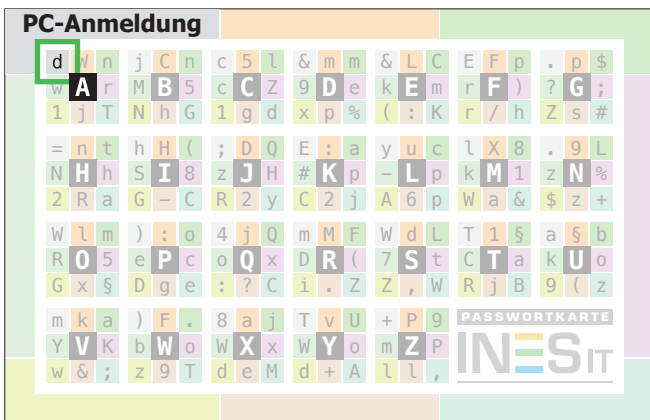 PC-Anmeldung
d W n j C n c 5 l & m m & L C E F p . p $
w A r M B 5 c C Z 9 D e k E m r F ) ? G ;
1 j T N h G 1 g d x p % ( : K r / h Z s #
= n t h H ( ; D Q E : a y u c l X 8 . 9 L
N H h S I 8 z J H # K p – L p k M 1 z N %
2 R a G – C R 2 y C 2 j A 6 p W a & $ z +
W l m ) : o 4 j Q m M F W d L T 1 § a § b
R O 5 e P c o Q x D R ( 7 S t C T a k U o
G x § D g e : ? C i . Z Z , W R j B 9 ( z
m k a ) F . 8 a j T v U + P 9 PASSWORTKARTE
Y V K b W o W X x W Y o m Z P INES IT
w & ; z 9 T d e M d + A l l ,